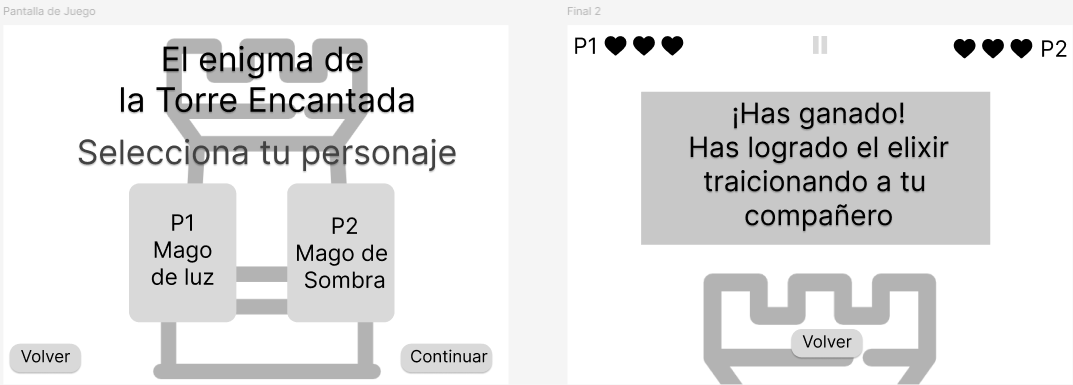 Pantalla de Juego
El enigma de
la Torre Encantada
Selecciona tu personaje
P1
Mago
de luz
P2
Mago de
Sombra
Volver
Continuar
Final 2
P1
P2
¡Has ganado!
Has logrado el elixir
traicionando a tu
compañero
Volver